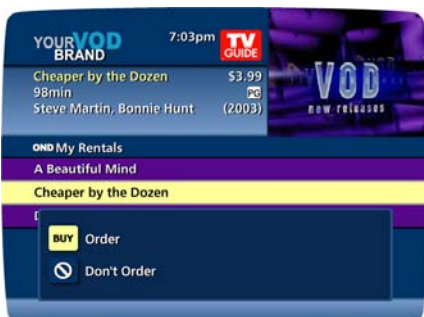 YOUR VOD
BRAND
7:03pm
TV
GUIDE
Cheaper by the Dozen $3.99
98min PG
Steve Martin, Bonnie Hunt (2003)
VOD
new releases
OND My Rentals
A Beautiful Mind
Cheaper by the Dozen
BUY Order
Don't Order